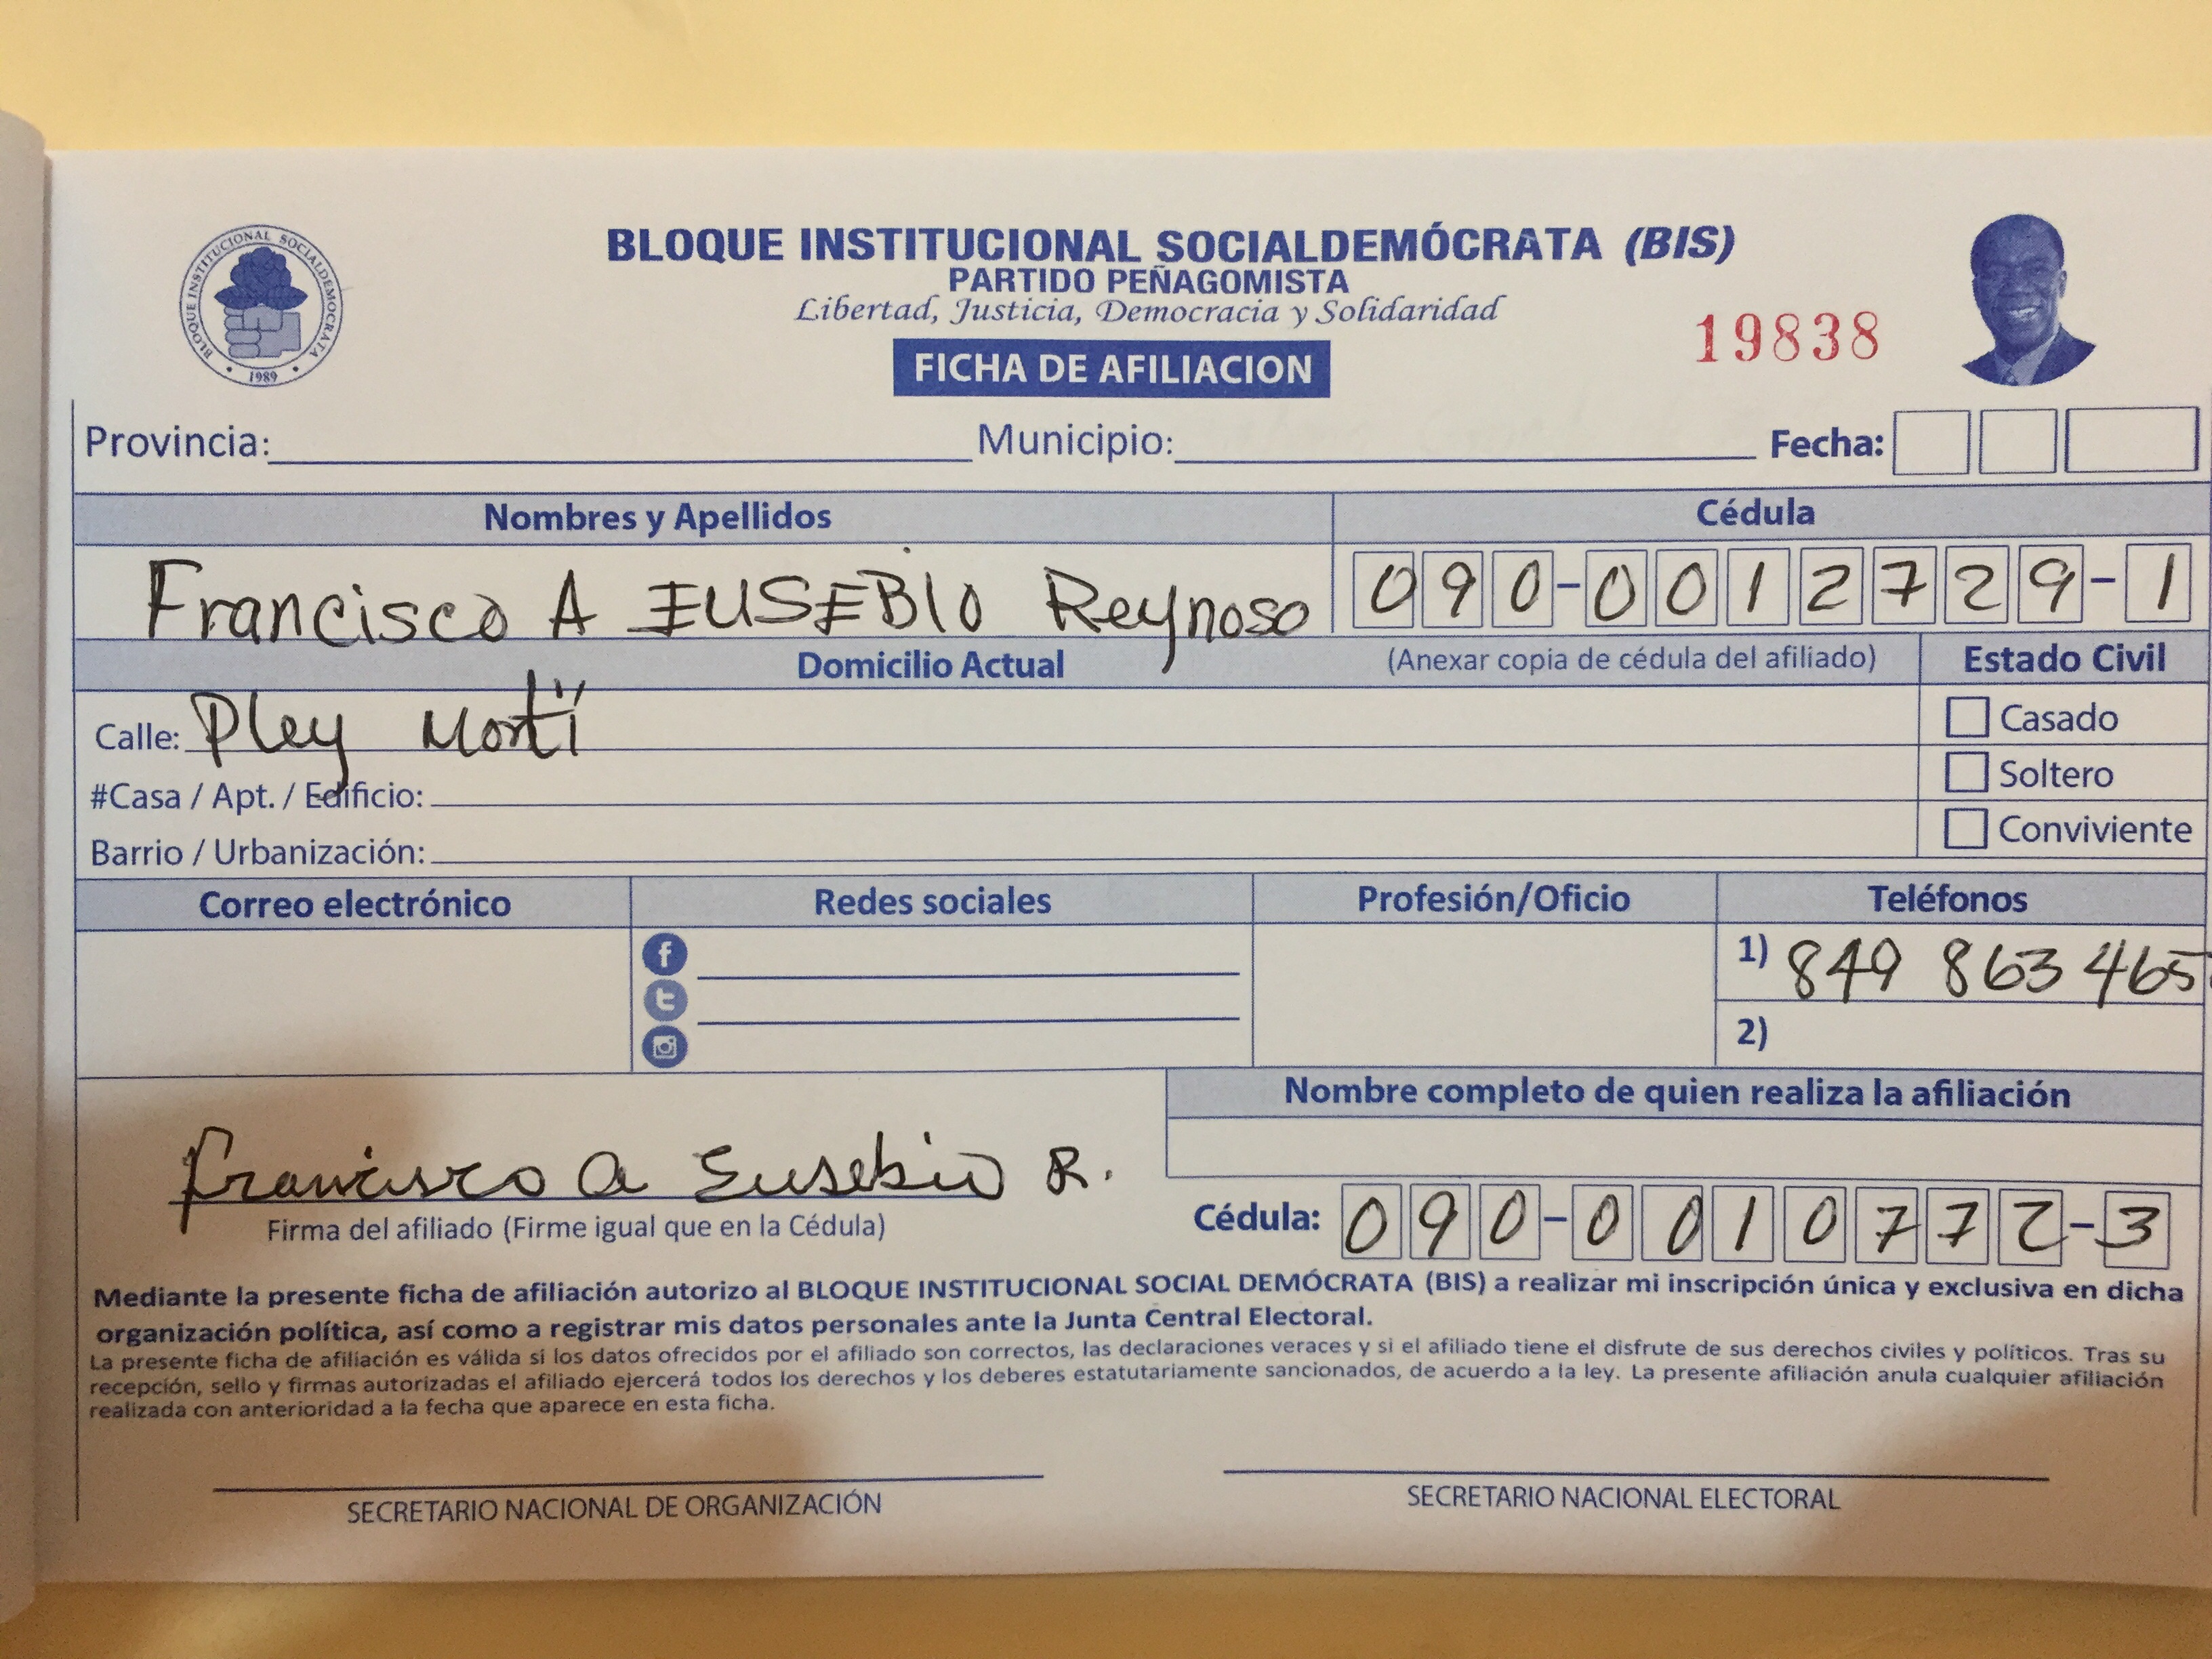 BLOQUE INSTITUCIONAL SOCIALDEMÓCRATA
1989
BLOQUE INSTITUCIONAL SOCIALDEMÓCRATA (BIS)
PARTIDO PEÑAGOMISTA
Libertad, Justicia, Democracia y Solidaridad
19838
FICHA DE AFILIACION
Provincia: Municipio: Fecha:
Nombres y Apellidos Cédula
Francisco A EUSEBIO Reynoso 090-0012729-1
Domicilio Actual (Anexar copia de cédula del afiliado) Estado Civil
Calle: Pley Casado
#Casa / Apt. / Edificio: Soltero
Barrio / Urbanización: Conviviente
Correo electrónico Redes sociales Profesión/Oficio Teléfonos
1) 849 863 465
2)
Nombre completo de quien realiza la afiliación
Francisco A Eusebio R.
Firma del afiliado (Firme igual que en la Cédula) Cédula: 090-0010772-3
Mediante la presente ficha de afiliación autorizo al BLOQUE INSTITUCIONAL SOCIAL DEMÓCRATA (BIS) a realizar mi inscripción única y exclusiva en dicha
organización política, así como a registrar mis datos personales ante la Junta Central Electoral.
La presente ficha de afiliación es válida si los datos ofrecidos por el afiliado son correctos, las declaraciones veraces y si el afiliado tiene el disfrute de sus derechos civiles y políticos. Tras su
recepción, sello y firmas autorizadas el afiliado ejercerá todos los derechos y los deberes estatutariamente sancionados, de acuerdo a la ley. La presente afiliación anula cualquier afiliación
realizada con anterioridad a la fecha que aparece en esta ficha.
SECRETARIO NACIONAL DE ORGANIZACIÓN SECRETARIO NACIONAL ELECTORAL